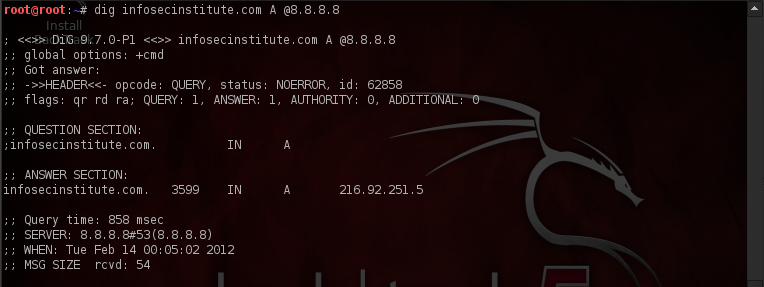 root@root:~# dig infosecinstitute.com A @8.8.8.8
Install
BackTrack
; <<>> DiG 9.7.0-P1 <<>> infosecinstitute.com A @8.8.8.8
;; global options: +cmd
;; Got answer:
;; ->>HEADER<<- opcode: QUERY, status: NOERROR, id: 62858
;; flags: qr rd ra; QUERY: 1, ANSWER: 1, AUTHORITY: 0, ADDITIONAL: 0
;; QUESTION SECTION:
;infosecinstitute.com. IN A
;; ANSWER SECTION:
infosecinstitute.com. 3599 IN A 216.92.251.5
;; Query time: 858 msec
;; SERVER: 8.8.8.8#53(8.8.8.8)
;; WHEN: Tue Feb 14 00:05:02 2012
;; MSG SIZE rcvd: 54